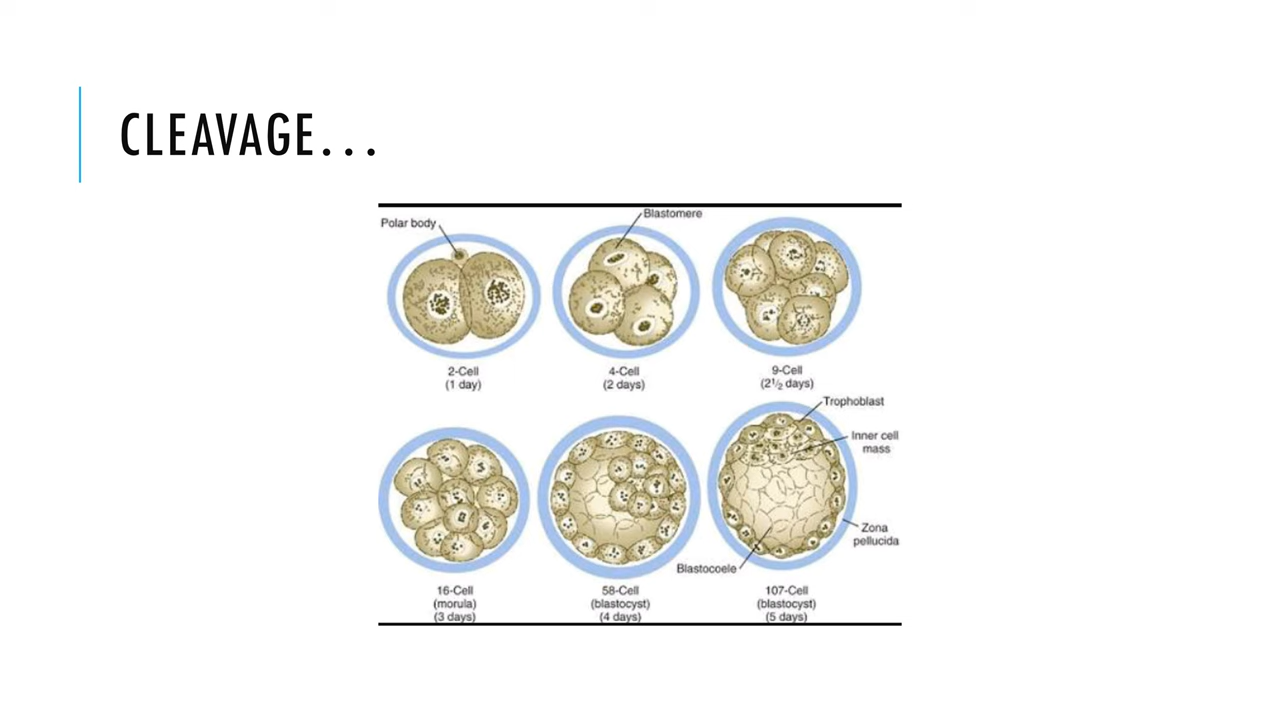 CLEAVAGE...
Polar body
Blastomere
2-Cell
(1 day)
4-Cell
(2 days)
9-Cell
(2½ days)
Trophoblast
Inner cell
mass
Zona
pellucida
Blastocoele
16-Cell
(morula)
(3 days)
58-Cell
(blastocyst)
(4 days)
107-Cell
(blastocyst)
(5 days)